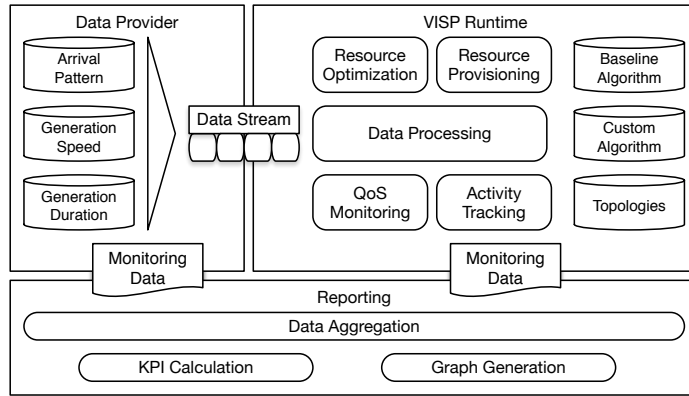 Data Provider
Arrival
Pattern
Generation
Speed
Generation
Duration
Data Stream
VISP Runtime
Resource
Optimization
Resource
Provisioning
Baseline
Algorithm
Data Processing
Custom
Algorithm
QoS
Monitoring
Activity
Tracking
Topologies
Monitoring
Data
Monitoring
Data
Reporting
Data Aggregation
KPI Calculation
Graph Generation